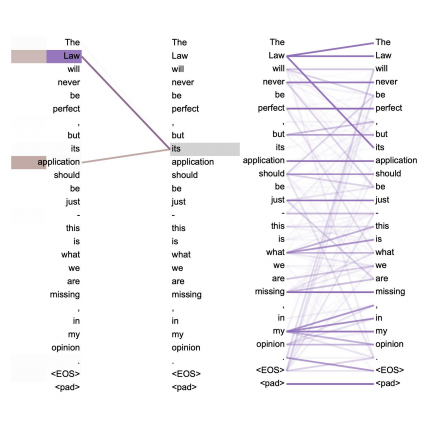 The The The The
Law Law Law Law
will will will will
never never never never
be be be be
perfect perfect perfect perfect
, , , ,
but but but but
its its its its
application application application application
should should should should
be be be be
just just just just
- - - -
this this this this
is is is is
what what what what
we we we we
are are are are
missing missing missing missing
, , , ,
in in in in
my my my my
opinion opinion opinion opinion
. . . .
<EOS> <EOS> <EOS> <EOS>
<pad> <pad> <pad> <pad>